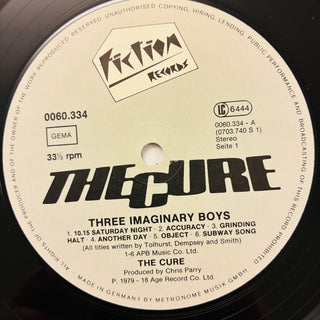 Fiction
RECORDS
0060.334
GEMA
33⅓ rpm
LC 6444
0060.334 - A
(0703.740 S 1)
Stereo
Seite 1
THE CURE
THREE IMAGINARY BOYS
1. 10.15 SATURDAY NIGHT · 2. ACCURACY · 3. GRINDING
HALT · 4. ANOTHER DAY · 5. OBJECT · 6. SUBWAY SONG
(All titles written by Tolhurst, Dempsey and Smith)
1-6 APB Music Co. Ltd.
THE CURE
Produced by Chris Parry
℗ 1979 - 18 Age Record Co. Ltd.
ALL RIGHTS OF THE PRODUCER AND OF THE OWNER OF THE WORK REPRODUCED RESERVED. UNAUTHORISED COPYING, HIRING, LENDING, PUBLIC PERFORMANCE AND BROADCASTING OF THIS RECORD PROHIBITED
MADE IN GERMANY BY METRONOME MUSIK GMBH